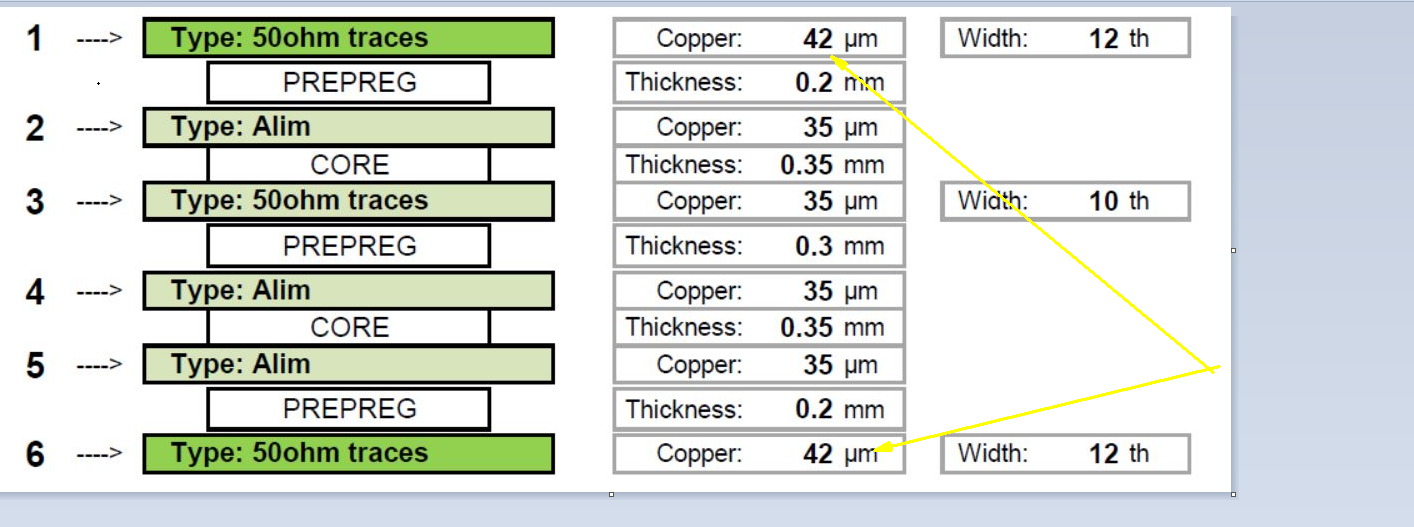 1 ----> Type: 50ohm traces Copper: 42 µm Width: 12 th
PREPREG Thickness: 0.2 mm
2 ----> Type: Alim Copper: 35 µm
CORE Thickness: 0.35 mm
3 ----> Type: 50ohm traces Copper: 35 µm Width: 10 th
PREPREG Thickness: 0.3 mm
4 ----> Type: Alim Copper: 35 µm
CORE Thickness: 0.35 mm
5 ----> Type: Alim Copper: 35 µm
PREPREG Thickness: 0.2 mm
6 ----> Type: 50ohm traces Copper: 42 µm Width: 12 th